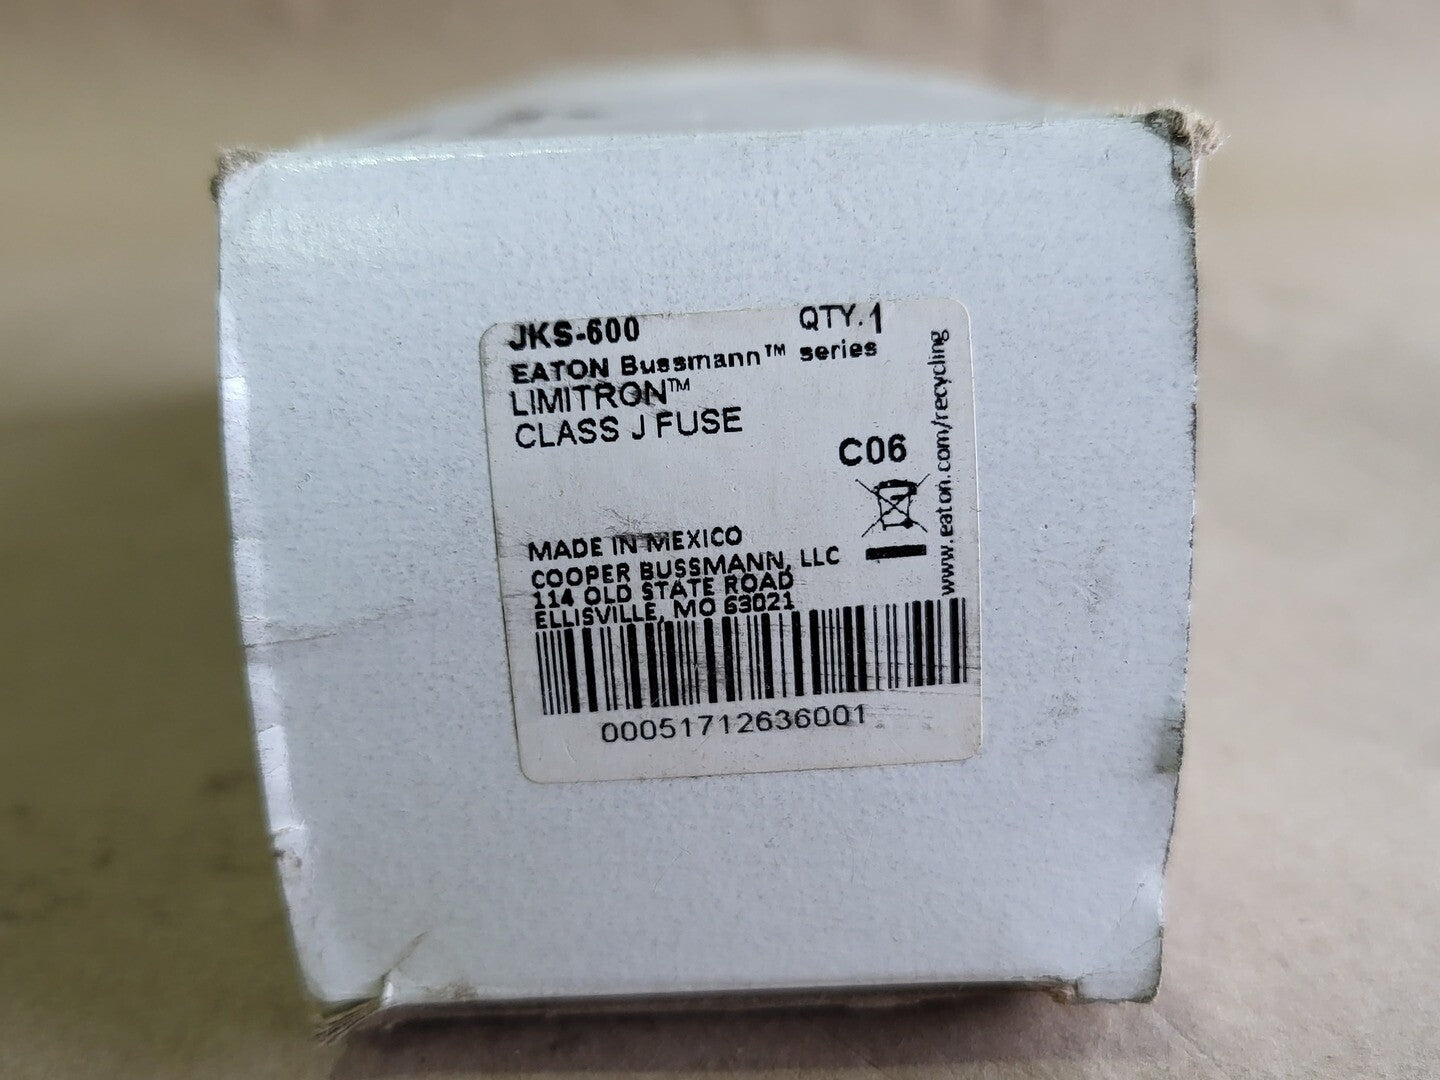 JKS-600 QTY.1
EATON Bussmann™ series
LIMITRON™
CLASS J FUSE
C06
www.eaton.com/recycling
MADE IN MEXICO
COOPER BUSSMANN, LLC
114 OLD STATE ROAD
ELLISVILLE, MO 63021
00051712636001